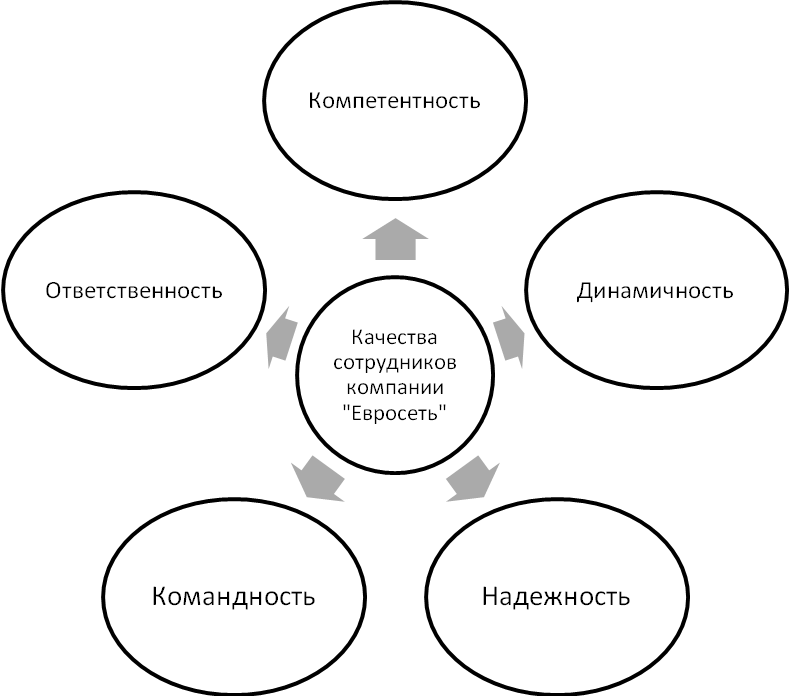 Компетентность
Ответственность
Динамичность
Качества
сотрудников
компании
"Евросеть"
Командность
Надежность